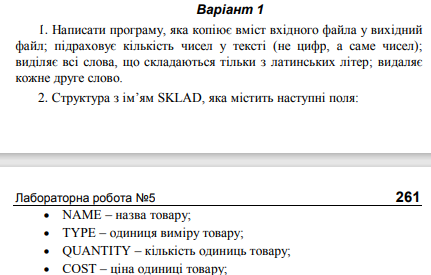 Варіант 1
1. Написати програму, яка копіює вміст вхідного файла у вихідний
файл; підраховує кількість чисел у тексті (не цифр, а саме чисел);
виділяє всі слова, що складаються тільки з латинських літер; видаляє
кожне друге слово.
2. Структура з ім’ям SKLAD, яка містить наступні поля:
Лабораторна робота №5 261
• NAME – назва товару;
• TYPE – одиниця виміру товару;
• QUANTITY – кількість одиниць товару;
• COST – ціна одиниці товару;